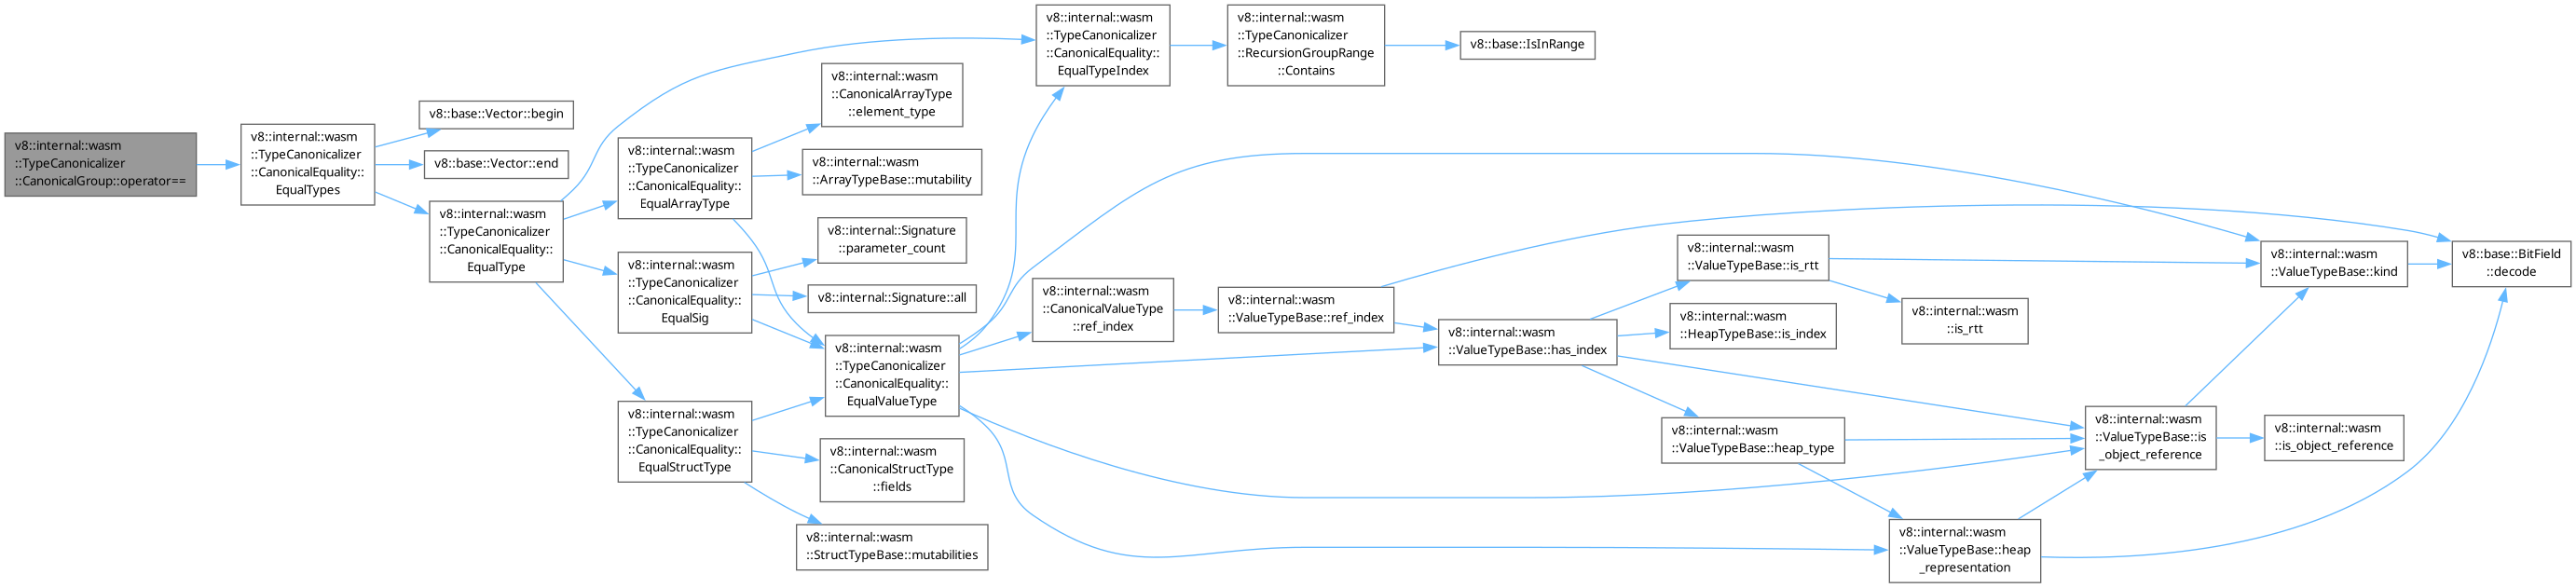 v8::internal::wasm
::TypeCanonicalizer
::CanonicalGroup::operator==
v8::internal::wasm
::TypeCanonicalizer
::CanonicalEquality::
EqualTypes
v8::base::Vector::begin
v8::base::Vector::end
v8::internal::wasm
::TypeCanonicalizer
::CanonicalEquality::
EqualType
v8::internal::wasm
::TypeCanonicalizer
::CanonicalEquality::
EqualArrayType
v8::internal::wasm
::TypeCanonicalizer
::CanonicalEquality::
EqualSig
v8::internal::wasm
::TypeCanonicalizer
::CanonicalEquality::
EqualStructType
v8::internal::wasm
::CanonicalArrayType
::element_type
v8::internal::wasm
::ArrayTypeBase::mutability
v8::internal::Signature
::parameter_count
v8::internal::Signature::all
v8::internal::wasm
::TypeCanonicalizer
::CanonicalEquality::
EqualValueType
v8::internal::wasm
::CanonicalStructType
::fields
v8::internal::wasm
::StructTypeBase::mutabilities
v8::internal::wasm
::TypeCanonicalizer
::CanonicalEquality::
EqualTypeIndex
v8::internal::wasm
::CanonicalValueType
::ref_index
v8::internal::wasm
::TypeCanonicalizer
::RecursionGroupRange
::Contains
v8::internal::wasm
::ValueTypeBase::ref_index
v8::base::IsInRange
v8::internal::wasm
::ValueTypeBase::has_index
v8::internal::wasm
::ValueTypeBase::is_rtt
v8::internal::wasm
::HeapTypeBase::is_index
v8::internal::wasm
::ValueTypeBase::heap_type
v8::internal::wasm
::is_rtt
v8::internal::wasm
::ValueTypeBase::heap
_representation
v8::internal::wasm
::ValueTypeBase::is
_object_reference
v8::internal::wasm
::ValueTypeBase::kind
v8::internal::wasm
::is_object_reference
v8::base::BitField
::decode